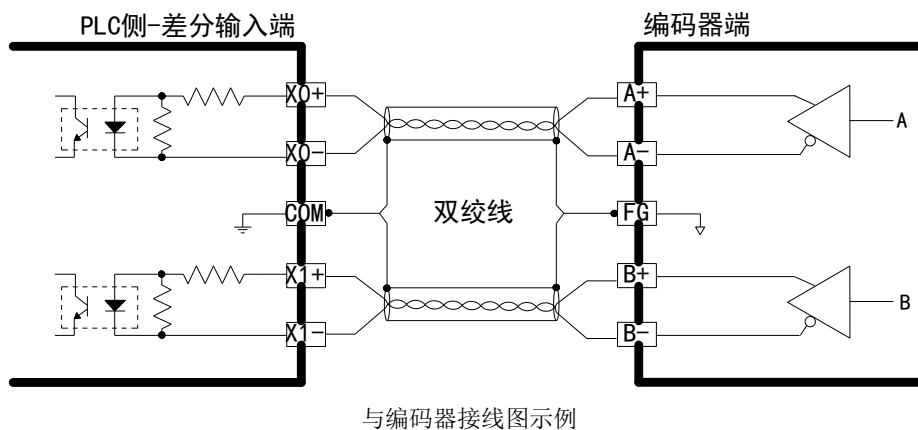 PLC侧-差分输入端
编码器端
X0+
A+
A
X0-
A-
COM
双绞线
FG
X1+
B+
B
X1-
B-
与编码器接线图示例